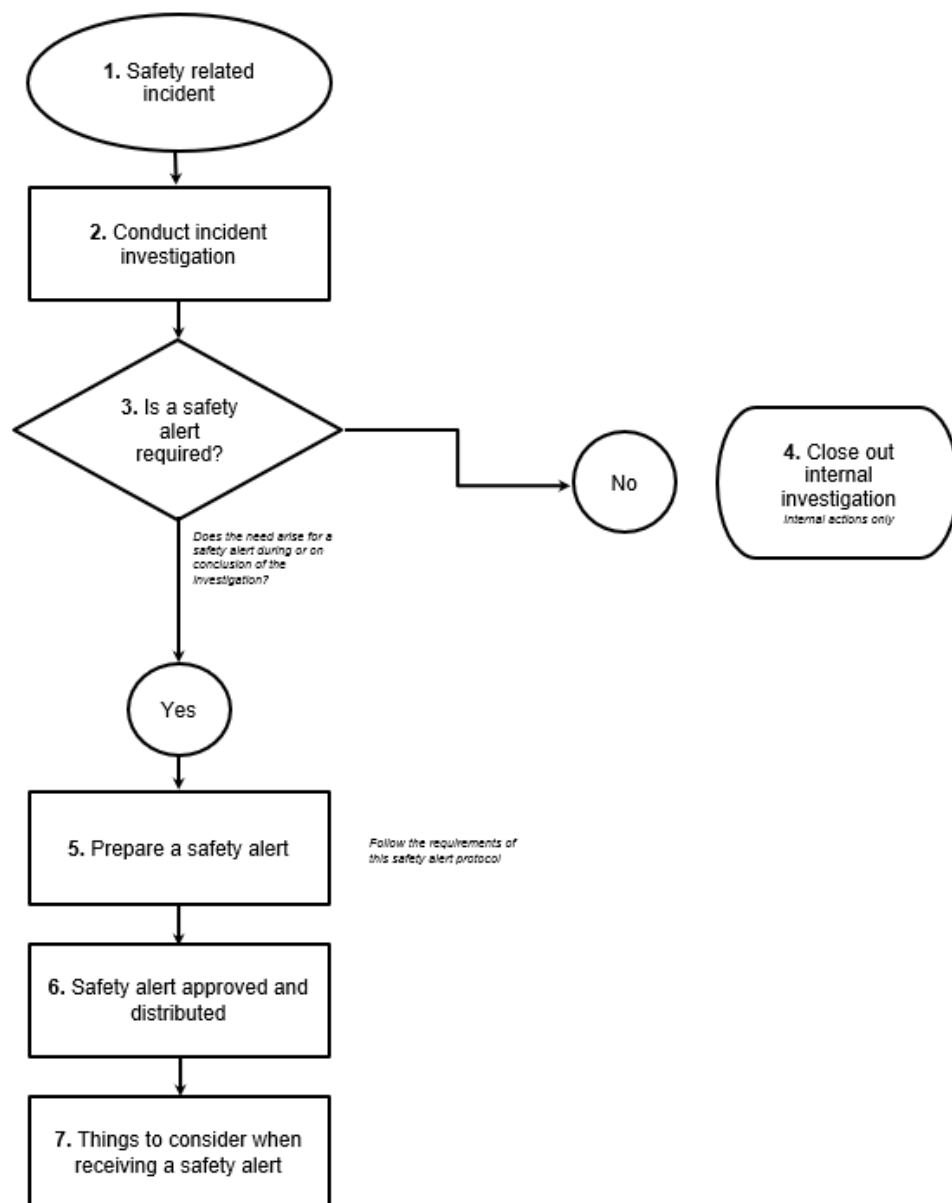 1. Safety related
incident
2. Conduct incident
investigation
3. Is a safety
alert
required?
No
4. Close out
internal
investigation
Internal actions only
Does the need arise for a
safety alert during or on
conclusion of the
investigation?
Yes
5. Prepare a safety alert
Follow the requirements of
this safety alert protocol
6. Safety alert approved and
distributed
7. Things to consider when
receiving a safety alert